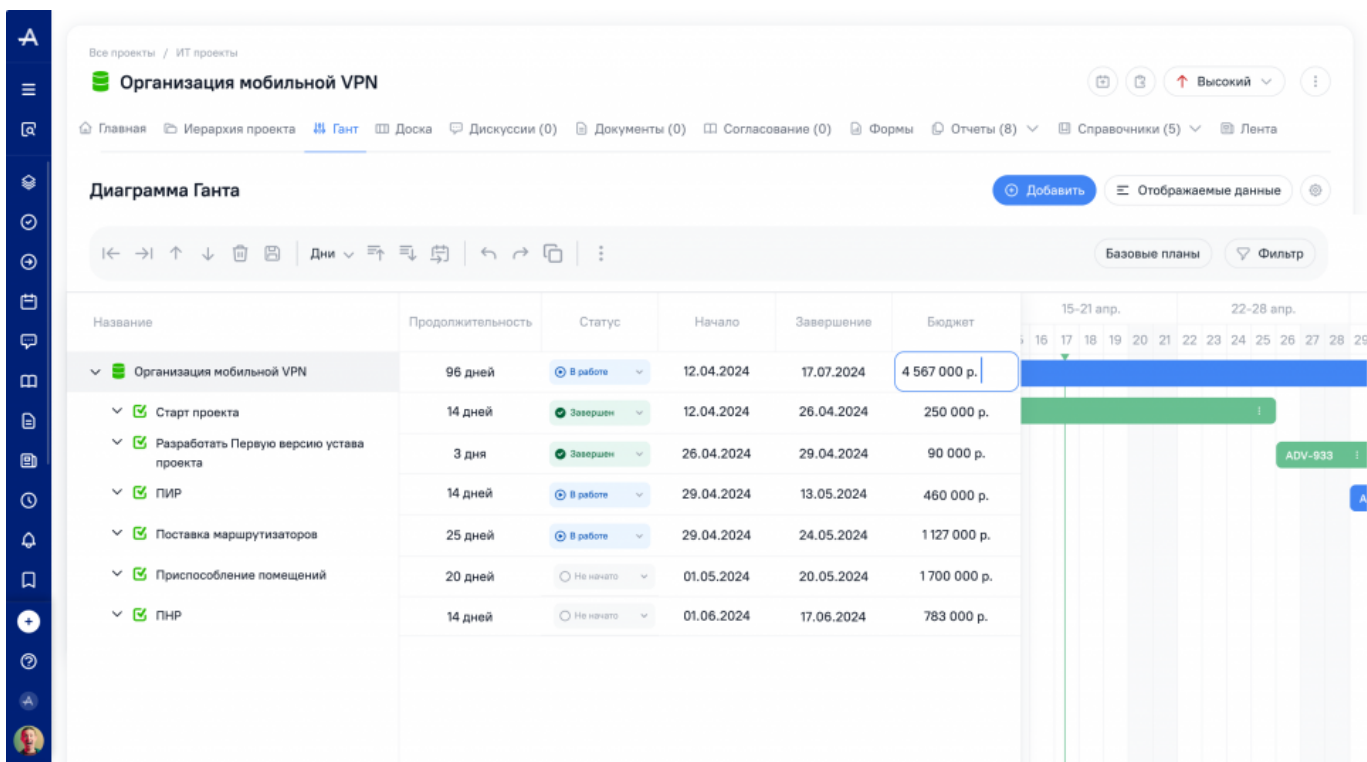 Все проекты / ИТ проекты
Организация мобильной VPN
Высокий
Главная Иерархия проекта Гант Доска Дискуссии (0) Документы (0) Согласование (0) Формы Отчеты (8) Справочники (5) Лента
Диаграмма Ганта
Добавить Отображаемые данные
Дни Базовые планы Фильтр
Название Продолжительность Статус Начало Завершение Бюджет 15-21 апр. 22-28 апр.
16 17 18 19 20 21 22 23 24 25 26 27 28 29
Организация мобильной VPN 96 дней В работе 12.04.2024 17.07.2024 4 567 000 р.
Старт проекта 14 дней Завершен 12.04.2024 26.04.2024 250 000 р.
Разработать Первую версию устава
проекта 3 дня Завершен 26.04.2024 29.04.2024 90 000 р. ADV-933
ПИР 14 дней В работе 29.04.2024 13.05.2024 460 000 р. A
Поставка маршрутизаторов 25 дней В работе 29.04.2024 24.05.2024 1 127 000 р.
Приспособление помещений 20 дней Не начато 01.05.2024 20.05.2024 1 700 000 р.
ПНР 14 дней Не начато 01.06.2024 17.06.2024 783 000 р.